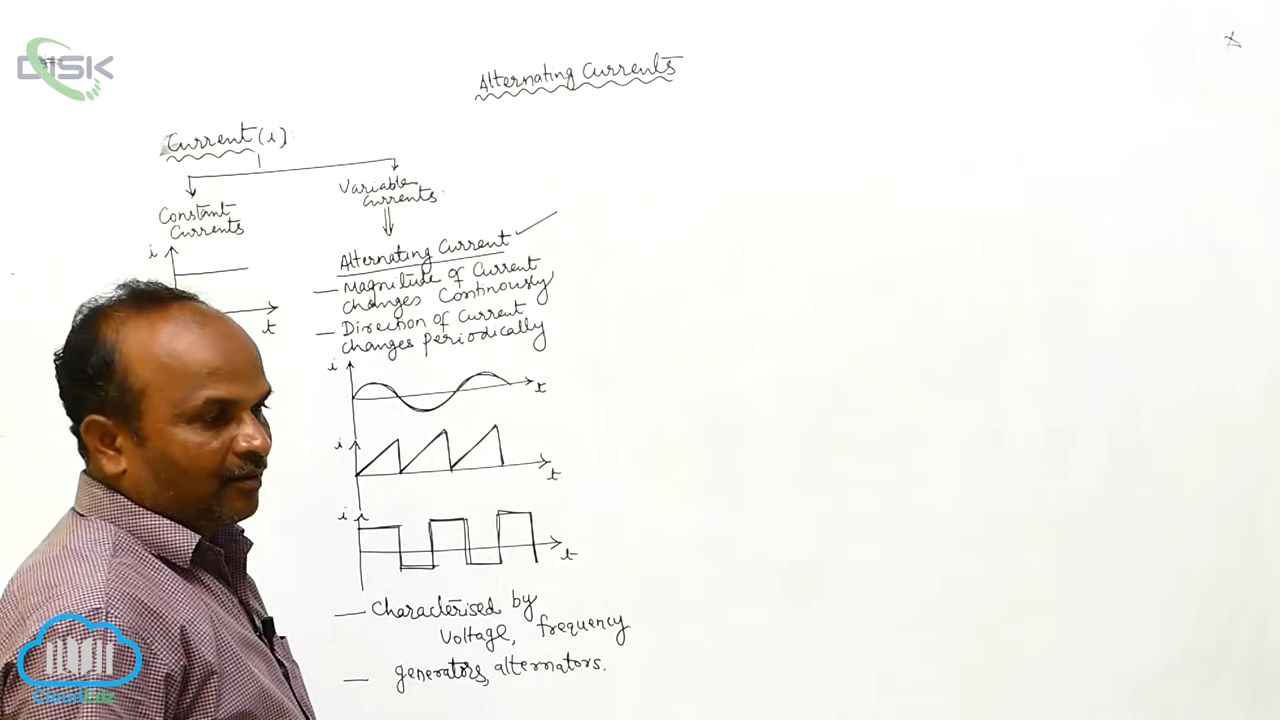 DISK
Alternating Currents
Current (i)
Variable
Currents
Constant
Currents
i
t
Alternating Current
— Magnitude of Current
changes Continously
— Direction of Current
changes periodically
i
t
i
t
i
t
— Characterised by
Voltage, frequency
— generators, alternators.
CloudEdz